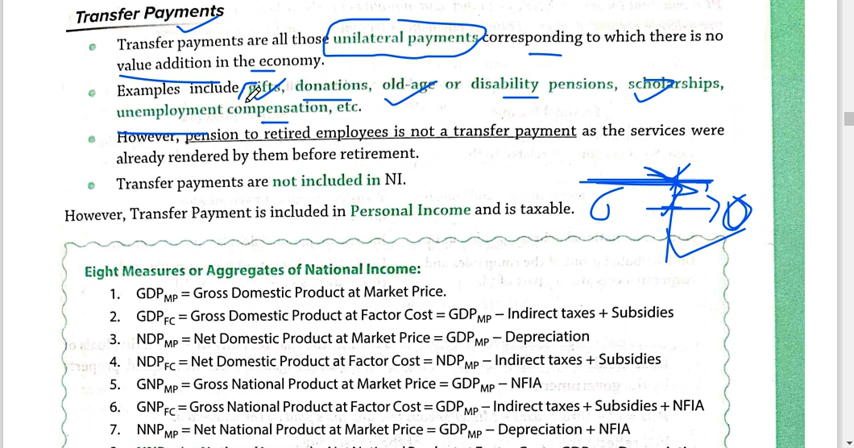 Transfer Payments
Transfer payments are all those unilateral payments corresponding to which there is no
value addition in the economy.
Examples include gifts, donations, old-age or disability pensions, scholarships,
unemployment compensation, etc.
However, pension to retired employees is not a transfer payment as the services were
already rendered by them before retirement.
Transfer payments are not included in NI.
However, Transfer Payment is included in Personal Income and is taxable.
Eight Measures or Aggregates of National Income:
1. GDPMP = Gross Domestic Product at Market Price.
2. GDPFC = Gross Domestic Product at Factor Cost = GDPMP – Indirect taxes + Subsidies
3. NDPMP = Net Domestic Product at Market Price = GDPMP – Depreciation
4. NDPFC = Net Domestic Product at Factor Cost = NDPMP – Indirect taxes + Subsidies
5. GNPMP = Gross National Product at Market Price = GDPMP – NFIA
6. GNPFC = Gross National Product at Factor Cost = GDPMP – Indirect taxes + Subsidies + NFIA
7. NNPMP = Net National Product at Market Price = GDPMP – Depreciation + NFIA